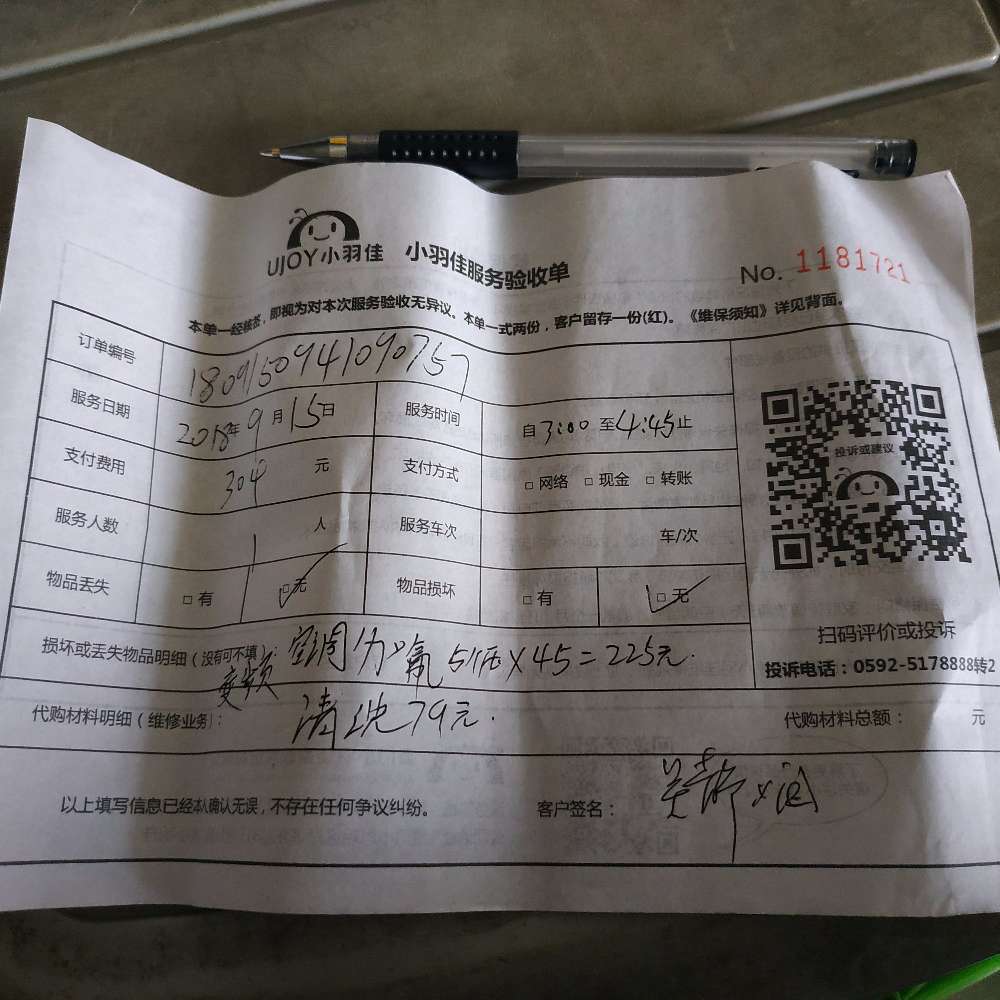 UJOY小羽佳 小羽佳服务验收单 No. 1181721
本单一经核签，即视为对本次服务验收无异议。本单一式两份，客户留存一份(红)。《维保须知》详见背面。
订单编号 1809150941090757
服务日期 2018年9月15日 服务时间 自3:00至4:45止
支付费用 304 元 支付方式 □网络 □现金 □转账
投诉或建议
服务人数 1 人 服务车次 车/次
物品丢失 □有 □无 物品损坏 □有 □无
扫码评价或投诉
投诉电话：0592-5178888转2
损坏或丢失物品明细（没有可不填）：空调加氟 5个压×45=225元.
变频
代购材料明细（维修业务）： 清洗79元. 代购材料总额： 元
以上填写信息已经本人确认无误，不存在任何争议纠纷。 客户签名：